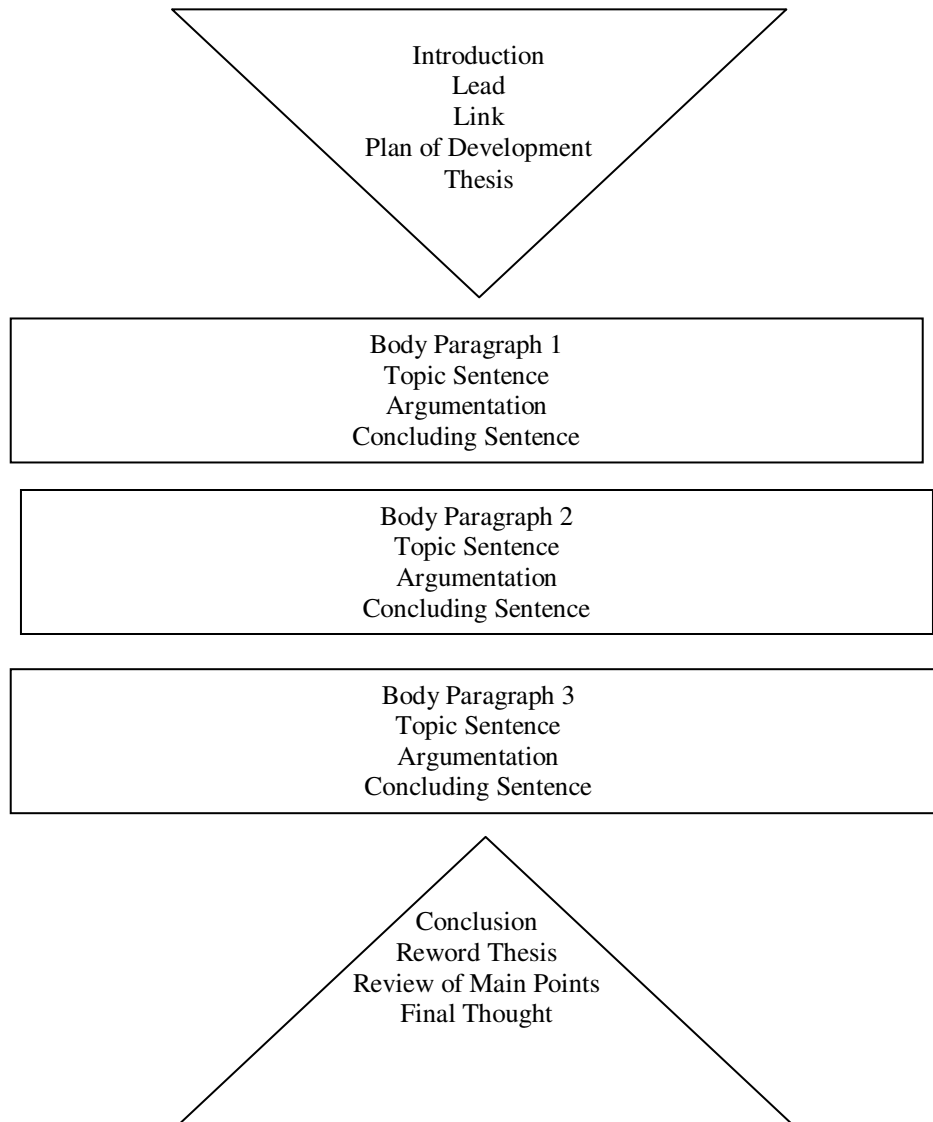 Introduction
Lead
Link
Plan of Development
Thesis
Body Paragraph 1
Topic Sentence
Argumentation
Concluding Sentence
Body Paragraph 2
Topic Sentence
Argumentation
Concluding Sentence
Body Paragraph 3
Topic Sentence
Argumentation
Concluding Sentence
Conclusion
Reword Thesis
Review of Main Points
Final Thought